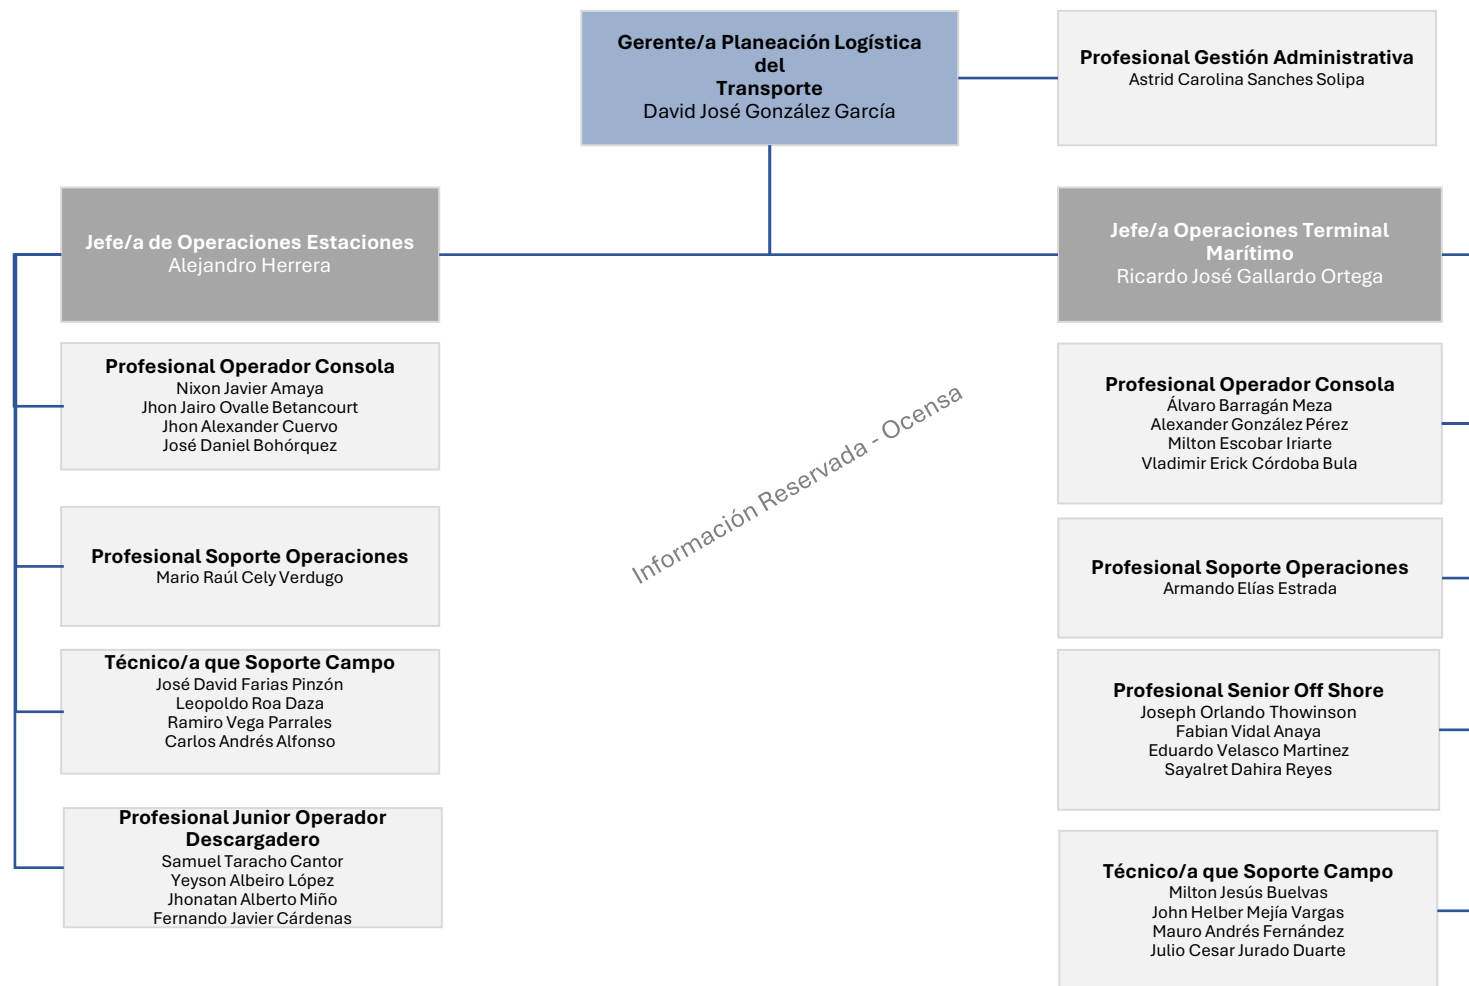 Gerente/a Planeación Logística
del
Transporte
David José González García
Profesional Gestión Administrativa
Astrid Carolina Sanches Solipa
Jefe/a de Operaciones Estaciones
Alejandro Herrera
Jefe/a Operaciones Terminal
Marítimo
Ricardo José Gallardo Ortega
Profesional Operador Consola
Nixon Javier Amaya
Jhon Jairo Ovalle Betancourt
Jhon Alexander Cuervo
José Daniel Bohórquez
Profesional Soporte Operaciones
Mario Raúl Cely Verdugo
Técnico/a que Soporte Campo
José David Farias Pinzón
Leopoldo Roa Daza
Ramiro Vega Parrales
Carlos Andrés Alfonso
Profesional Junior Operador
Descargadero
Samuel Taracho Cantor
Yeyson Albeiro López
Jhonatan Alberto Miño
Fernando Javier Cárdenas
Información Reservada - Ocensa
Profesional Operador Consola
Álvaro Barragán Meza
Alexander González Pérez
Milton Escobar Iriarte
Vladimir Erick Córdoba Bula
Profesional Soporte Operaciones
Armando Elías Estrada
Profesional Senior Off Shore
Joseph Orlando Thowinson
Fabian Vidal Anaya
Eduardo Velasco Martinez
Sayalret Dahira Reyes
Técnico/a que Soporte Campo
Milton Jesús Buelvas
John Helber Mejía Vargas
Mauro Andrés Fernández
Julio Cesar Jurado Duarte